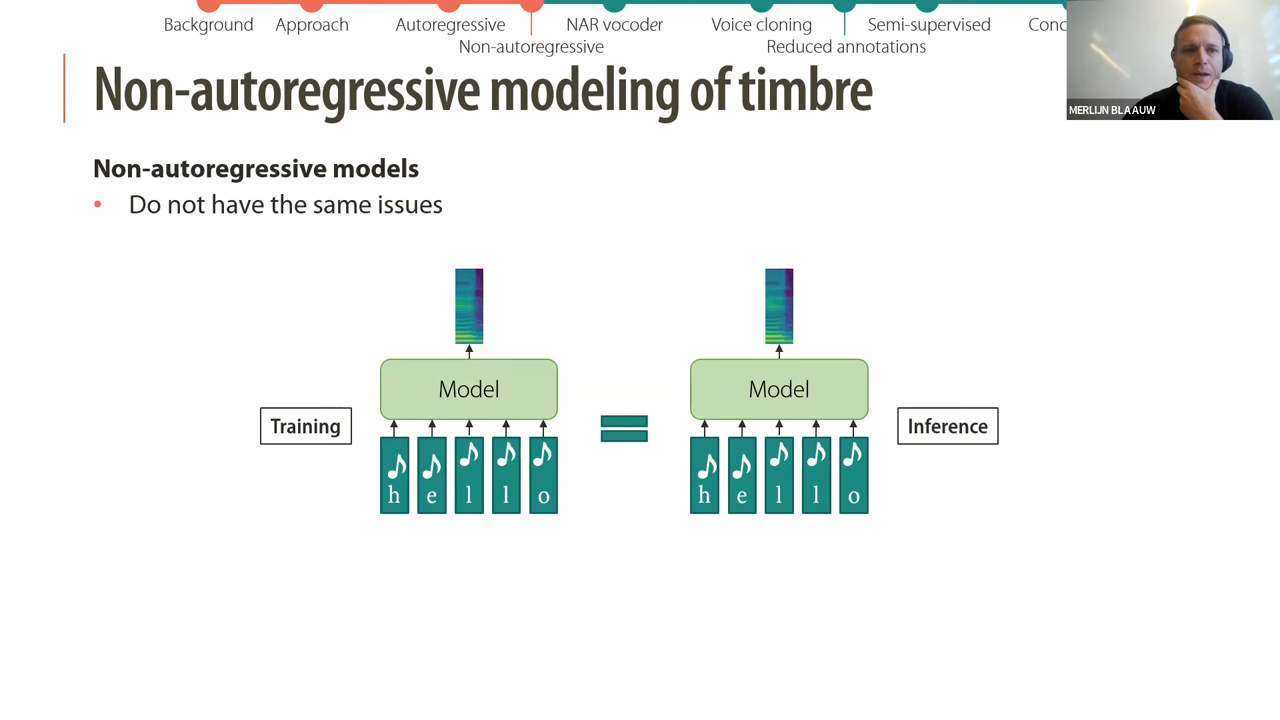 Background Approach Autoregressive NAR vocoder Voice cloning Semi-supervised Conc
Non-autoregressive Reduced annotations
MERLIJN BLAAUW
Non-autoregressive modeling of timbre
Non-autoregressive models
• Do not have the same issues
Model Model
Training Inference
h e l l o h e l l o